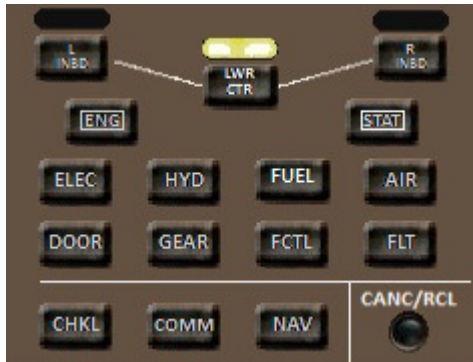 L
INBD
R
INBD
LWR
CTR
ENG
STAT
ELEC
HYD
FUEL
AIR
DOOR
GEAR
FCTL
FLT
CANC/RCL
CHKL
COMM
NAV